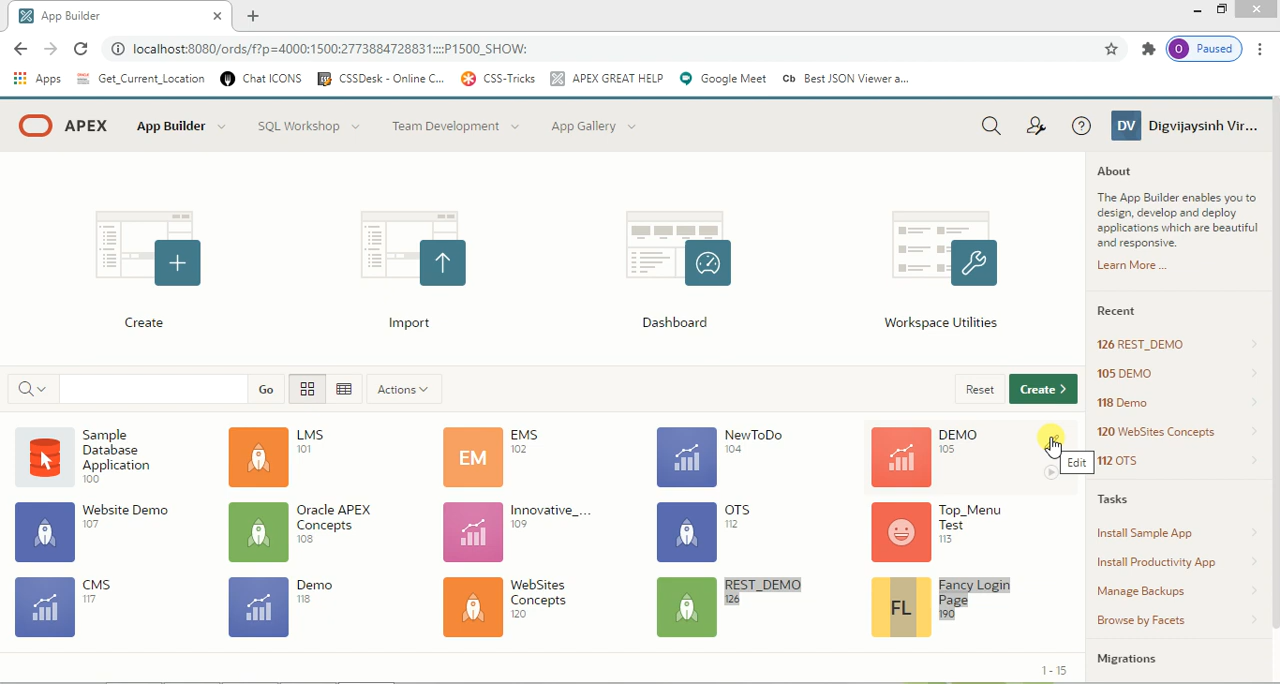 App Builder
localhost:8080/ords/f?p=4000:1500:2773884728831::::P1500_SHOW:
O Paused
Apps Get_Current_Location Chat ICONS CSSDesk - Online C... CSS-Tricks APEX GREAT HELP Google Meet Cb Best JSON Viewer a...
APEX App Builder SQL Workshop Team Development App Gallery DV Digvijaysinh Vir...
Create Import Dashboard Workspace Utilities
Go Actions Reset Create
Sample
Database
Application
100
LMS
101
EM
EMS
102
NewToDo
104
DEMO
105
Edit
Website Demo
107
Oracle APEX
Concepts
108
Innovative_...
109
OTS
112
Top_Menu
Test
113
CMS
117
Demo
118
WebSites
Concepts
120
REST_DEMO
126
FL
Fancy Login
Page
190
1 - 15
About
The App Builder enables you to
design, develop and deploy
applications which are beautiful
and responsive.
Learn More ...
Recent
126 REST_DEMO
105 DEMO
118 Demo
120 WebSites Concepts
112 OTS
Tasks
Install Sample App
Install Productivity App
Manage Backups
Browse by Facets
Migrations